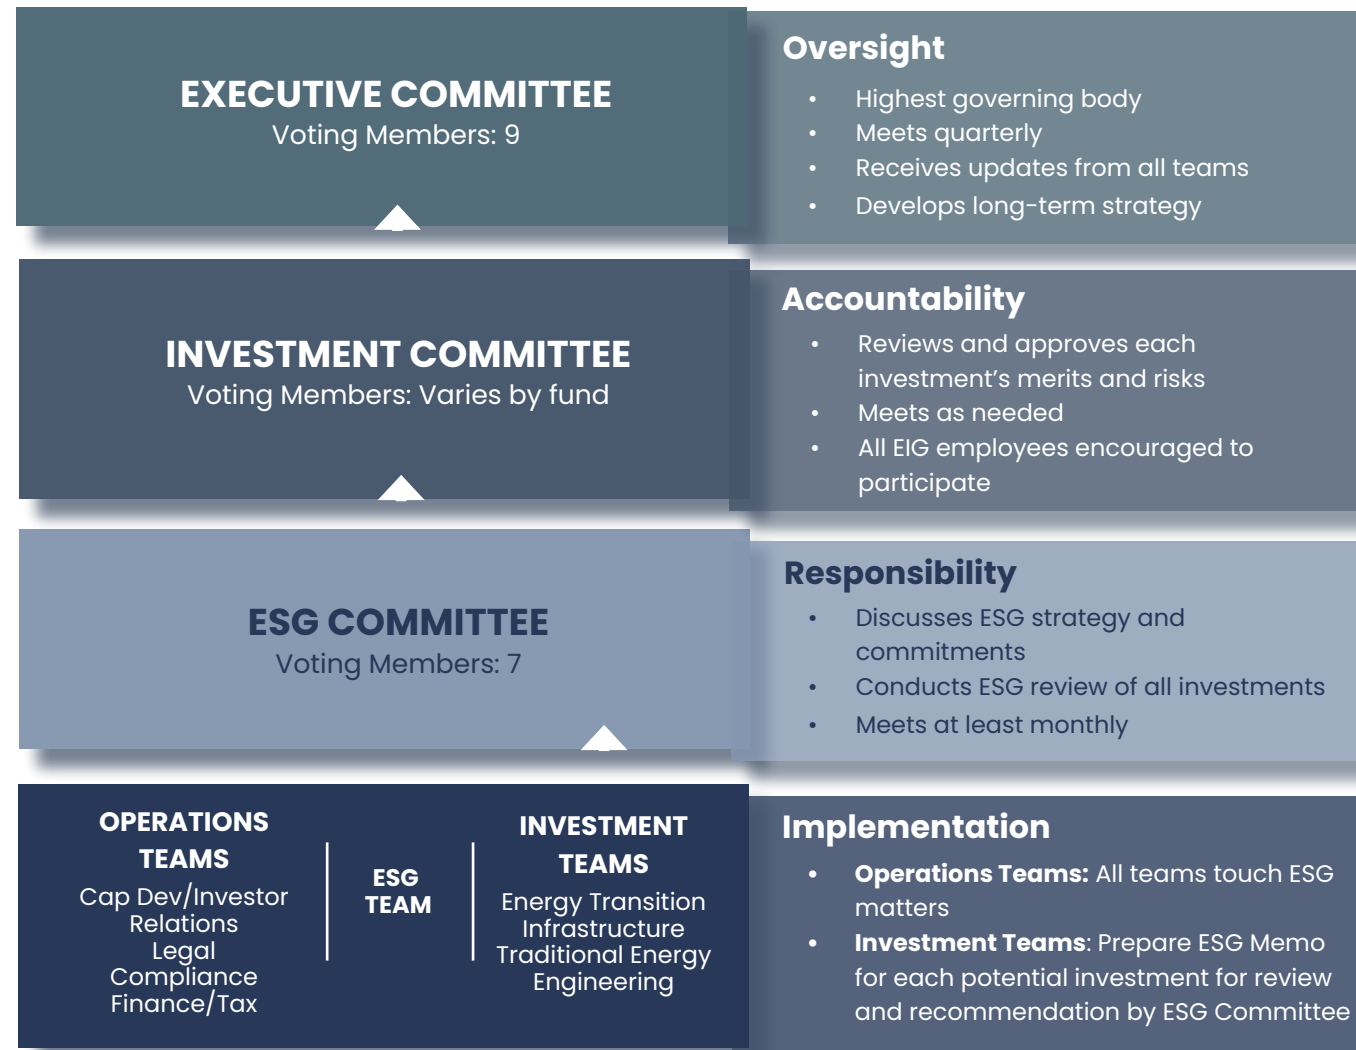 EXECUTIVE COMMITTEE
Voting Members: 9
Oversight
• Highest governing body
• Meets quarterly
• Receives updates from all teams
• Develops long-term strategy
INVESTMENT COMMITTEE
Voting Members: Varies by fund
Accountability
• Reviews and approves each
investment’s merits and risks
• Meets as needed
• All EIG employees encouraged to
participate
ESG COMMITTEE
Voting Members: 7
Responsibility
• Discusses ESG strategy and
commitments
• Conducts ESG review of all investments
• Meets at least monthly
OPERATIONS
TEAMS
Cap Dev/Investor
Relations
Legal
Compliance
Finance/Tax
ESG
TEAM
INVESTMENT
TEAMS
Energy Transition
Infrastructure
Traditional Energy
Engineering
Implementation
• Operations Teams: All teams touch ESG
matters
• Investment Teams: Prepare ESG Memo
for each potential investment for review
and recommendation by ESG Committee